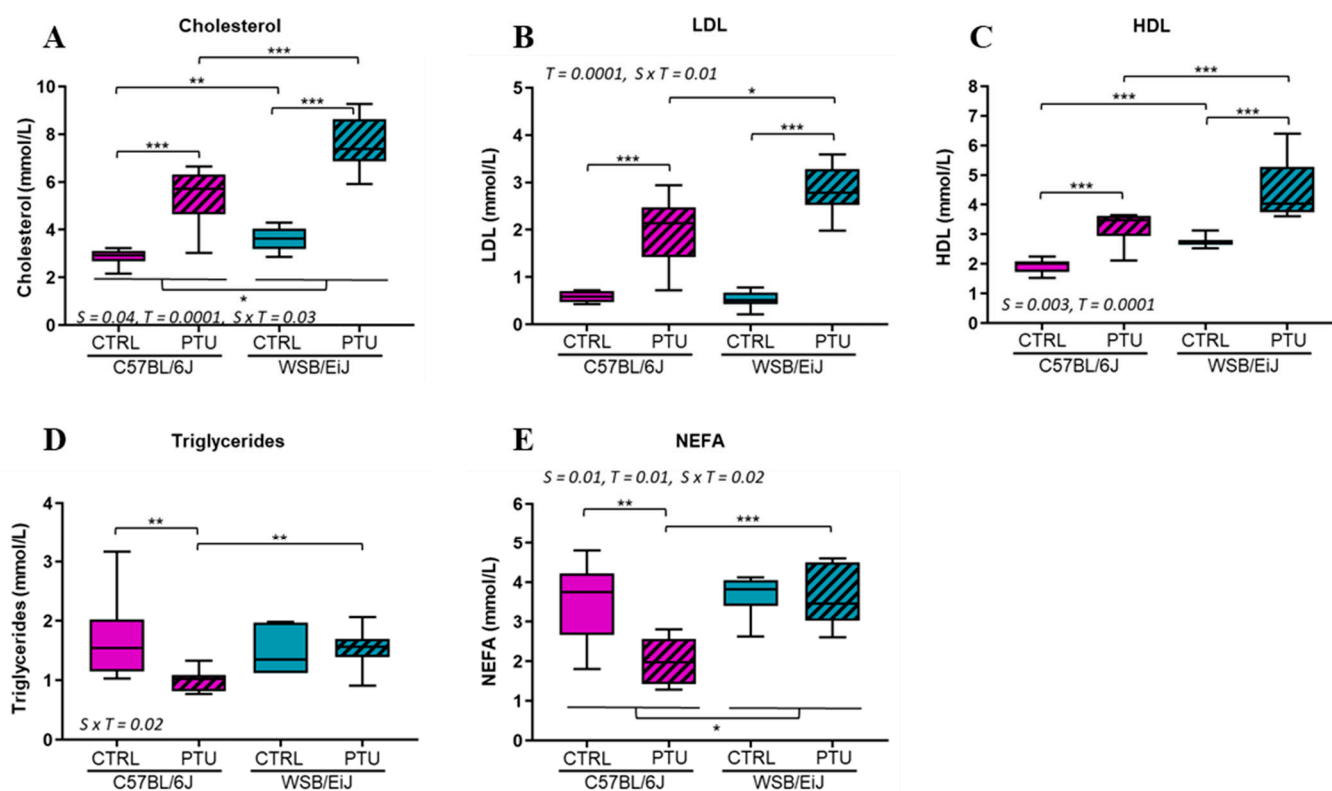 A
Cholesterol
***
**
***
***
Cholesterol (mmol/L)
10
8
6
4
2
0
*
S = 0.04, T = 0.0001, S x T = 0.03
CTRL PTU CTRL PTU
C57BL/6J WSB/EiJ
B
LDL
T = 0.0001, S x T = 0.01
*
***
***
LDL (mmol/L)
5
4
3
2
1
0
CTRL PTU CTRL PTU
C57BL/6J WSB/EiJ
C
HDL
***
***
***
***
HDL (mmol/L)
8
7
6
5
4
3
2
1
0
S = 0.003, T = 0.0001
CTRL PTU CTRL PTU
C57BL/6J WSB/EiJ
D
Triglycerides
**
**
Triglycerides (mmol/L)
4
3
2
1
0
S x T = 0.02
CTRL PTU CTRL PTU
C57BL/6J WSB/EiJ
E
NEFA
S = 0.01, T = 0.01, S x T = 0.02
**
***
NEFA (mmol/L)
6
5
4
3
2
1
0
*
CTRL PTU CTRL PTU
C57BL/6J WSB/EiJ